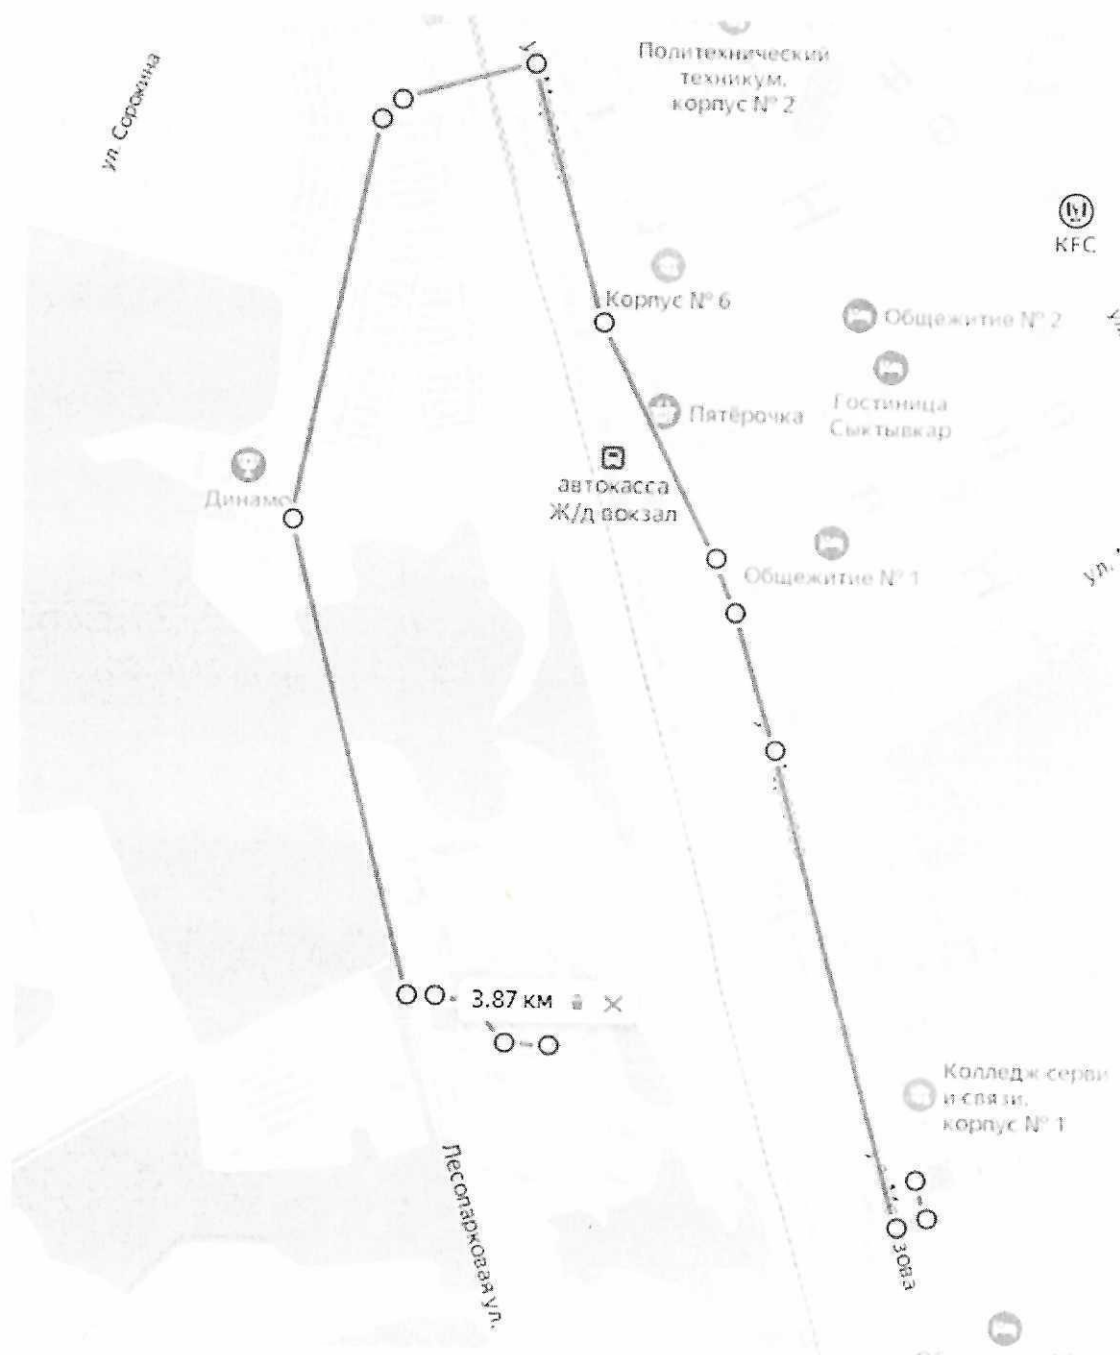 Политехнический
техникум,
корпус № 2
ул. Сорокина
KFC
Корпус № 6
Общежитие № 2
Гостиница
Сыктывкар
Пятёрочка
Динамо
автокасса
Ж/д вокзал
Общежитие № 1
ул.
3.87 км
Колледж серви
и связи,
корпус № 1
Лесопарковая ул.
зова